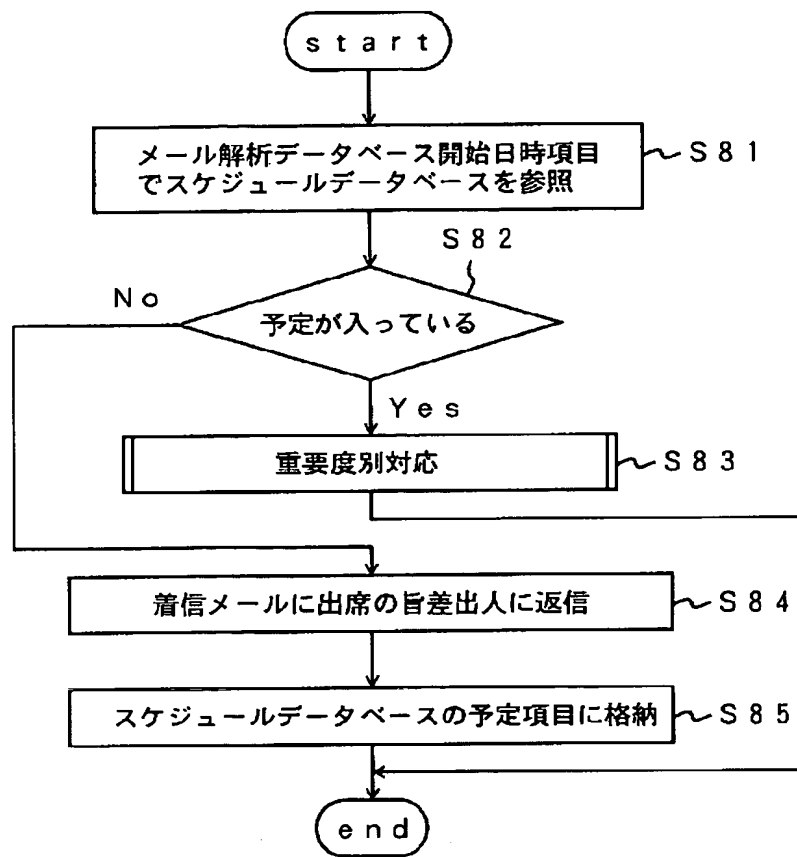 start
メール解析データベース開始日時項目
でスケジュールデータベースを参照
S81
S82
予定が入っている
No
Yes
重要度別対応
S83
着信メールに出席の旨差出人に返信
S84
スケジュールデータベースの予定項目に格納
S85
end